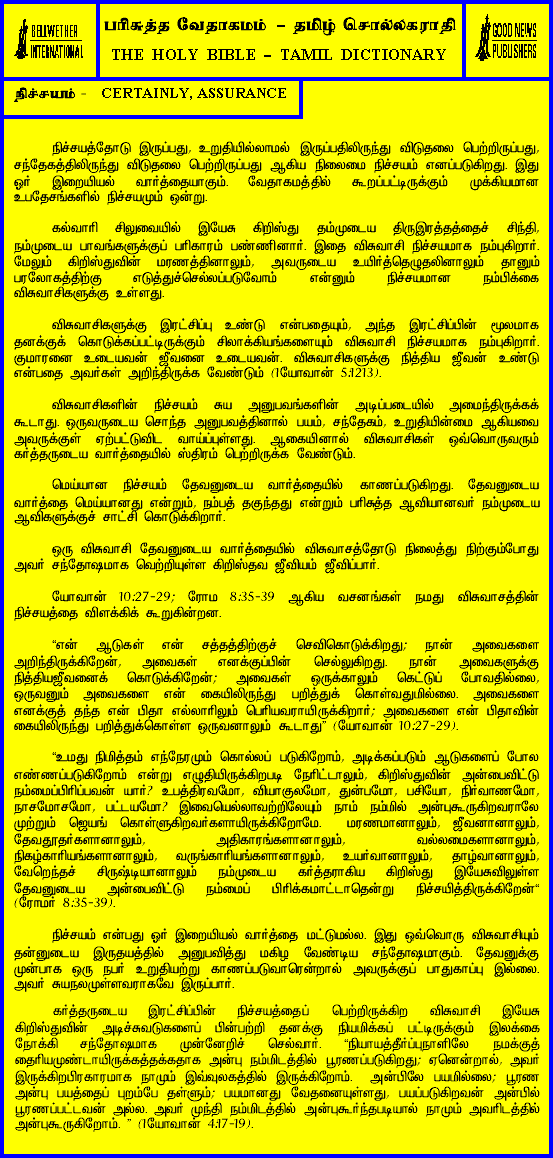 BELLWETHER
INTERNATIONAL
பரிசுத்த வேதாகமம் - தமிழ் சொல்லகராதி
THE HOLY BIBLE - TAMIL DICTIONARY
GOOD NEWS
PUBLISHERS
நிச்சயம் - CERTAINLY, ASSURANCE
நிச்சயத்தோடு இருப்பது, உறுதியில்லாமல் இருப்பதிலிருந்து விடுதலை பெற்றிருப்பது,
சந்தேகத்திலிருந்து விடுதலை பெற்றிருப்பது ஆகிய நிலைமை நிச்சயம் எனப்படுகிறது. இது
ஓர் இறையியல் வார்த்தையாகும். வேதாகமத்தில் கூறப்பட்டிருக்கும் முக்கியமான
உபதேசங்களில் நிச்சயமும் ஒன்று.
கல்வாரி சிலுவையில் இயேசு கிறிஸ்து தம்முடைய திருஇரத்தத்தைச் சிந்தி,
நம்முடைய பாவங்களுக்குப் பரிகாரம் பண்ணினார். இதை விசுவாசி நிச்சயமாக நம்புகிறார்.
மேலும் கிறிஸ்துவின் மரணத்தினாலும், அவருடைய உயிர்த்தெழுதலினாலும் தானும்
பரலோகத்திற்கு எடுத்துச்செல்லப்படுவோம் என்னும் நிச்சயமான நம்பிக்கை
விசுவாசிகளுக்கு உள்ளது.
விசுவாசிகளுக்கு இரட்சிப்பு உண்டு என்பதையும், அந்த இரட்சிப்பின் மூலமாக
தனக்குக் கொடுக்கப்பட்டிருக்கும் சிலாக்கியங்களையும் விசுவாசி நிச்சயமாக நம்புகிறார்.
குமாரனை உடையவன் ஜீவனை உடையவன். விசுவாசிகளுக்கு நித்திய ஜீவன் உண்டு
என்பதை அவர்கள் அறிந்திருக்க வேண்டும் (1யோவான் 5:1213).
விசுவாசிகளின் நிச்சயம் சுய அனுபவங்களின் அடிப்படையில் அமைந்திருக்கக்
கூடாது. ஒருவருடைய சொந்த அனுபவத்தினால் பயம், சந்தேகம், உறுதியின்மை ஆகியவை
அவருக்குள் ஏற்பட்டுவிட வாய்ப்புள்ளது. ஆகையினால் விசுவாசிகள் ஒவ்வொருவரும்
கர்த்தருடைய வார்த்தையில் ஸ்திரம் பெற்றிருக்க வேண்டும்.
மெய்யான நிச்சயம் தேவனுடைய வார்த்தையில் காணப்படுகிறது. தேவனுடைய
வார்த்தை மெய்யானது என்றும், நம்பத் தகுந்தது என்றும் பரிசுத்த ஆவியானவர் நம்முடைய
ஆவிகளுக்குச் சாட்சி கொடுக்கிறார்.
ஒரு விசுவாசி தேவனுடைய வார்த்தையில் விசுவாசத்தோடு நிலைத்து நிற்கும்போது
அவர் சந்தோஷமாக வெற்றியுள்ள கிறிஸ்தவ ஜீவியம் ஜீவிப்பார்.
யோவான் 10:27-29; ரோம 8:35-39 ஆகிய வசனங்கள் நமது விசுவாசத்தின்
நிச்சயத்தை விளக்கிக் கூறுகின்றன.
“என் ஆடுகள் என் சத்தத்திற்குச் செவிகொடுக்கிறது; நான் அவைகளை
அறிந்திருக்கிறேன், அவைகள் எனக்குப்பின் செல்லுகிறது. நான் அவைகளுக்கு
நித்தியஜீவனைக் கொடுக்கிறேன்; அவைகள் ஒருக்காலும் கெட்டுப் போவதில்லை,
ஒருவனும் அவைகளை என் கையிலிருந்து பறித்துக் கொள்வதுமில்லை. அவைகளை
எனக்குத் தந்த என் பிதா எல்லாரிலும் பெரியவராயிருக்கிறார்; அவைகளை என் பிதாவின்
கையிலிருந்து பறித்துக்கொள்ள ஒருவனாலும் கூடாது” (யோவான் 10:27-29).
“உமது நிமித்தம் எந்நேரமும் கொல்லப் படுகிறோம், அடிக்கப்படும் ஆடுகளைப் போல
எண்ணப்படுகிறோம் என்று எழுதியிருக்கிறபடி நேரிட்டாலும், கிறிஸ்துவின் அன்பைவிட்டு
நம்மைப்பிரிப்பவன் யார்? உபத்திரவமோ, வியாகுலமோ, துன்பமோ, பசியோ, நிர்வாணமோ,
நாசமோசமோ, பட்டயமோ? இவையெல்லாவற்றிலேயும் நாம் நம்மில் அன்புகூருகிறவராலே
முற்றும் ஜெயங் கொள்ளுகிறவர்களாயிருக்கிறோமே. மரணமானாலும், ஜீவனானாலும்,
தேவதூதர்களானாலும், அதிகாரங்களானாலும், வல்லமைகளானாலும்,
நிகழ்காரியங்களானாலும், வருங்காரியங்களானாலும், உயர்வானாலும், தாழ்வானாலும்,
வேறெந்தச் சிருஷ்டியானாலும் நம்முடைய கர்த்தராகிய கிறிஸ்து இயேசுவிலுள்ள
தேவனுடைய அன்பைவிட்டு நம்மைப் பிரிக்கமாட்டாதென்று நிச்சயித்திருக்கிறேன்“
(ரோமர் 8:35-39).
நிச்சயம் என்பது ஓர் இறையியல் வார்த்தை மட்டுமல்ல. இது ஒவ்வொரு விசுவாசியும்
தன்னுடைய இருதயத்தில் அனுபவித்து மகிழ வேண்டிய சந்தோஷமாகும். தேவனுக்கு
முன்பாக ஒரு நபர் உறுதியற்று காணப்படுவாரென்றால் அவருக்குப் பாதுகாப்பு இல்லை.
அவர் சுயநலமுள்ளவராகவே இருப்பார்.
கர்த்தருடைய இரட்சிப்பின் நிச்சயத்தைப் பெற்றிருக்கிற விசுவாசி இயேசு
கிறிஸ்துவின் அடிச்சுவடுகளைப் பின்பற்றி தனக்கு நியமிக்கப் பட்டிருக்கும் இலக்கை
நோக்கி சந்தோஷமாக முன்னேறிச் செல்வார். “நியாயத்தீர்ப்புநாளிலே நமக்குத்
தைரியமுண்டாயிருக்கத்தக்கதாக அன்பு நம்மிடத்தில் பூரணப்படுகிறது; ஏனென்றால், அவர்
இருக்கிறபிரகாரமாக நாமும் இவ்வுலகத்தில் இருக்கிறோம். அன்பிலே பயமில்லை; பூரண
அன்பு பயத்தைப் புறம்பே தள்ளும்; பயமானது வேதனையுள்ளது, பயப்படுகிறவன் அன்பில்
பூரணப்பட்டவன் அல்ல. அவர் முந்தி நம்மிடத்தில் அன்புகூர்ந்தபடியால் நாமும் அவரிடத்தில்
அன்புகூருகிறோம். ” (1யோவான் 4:17-19).